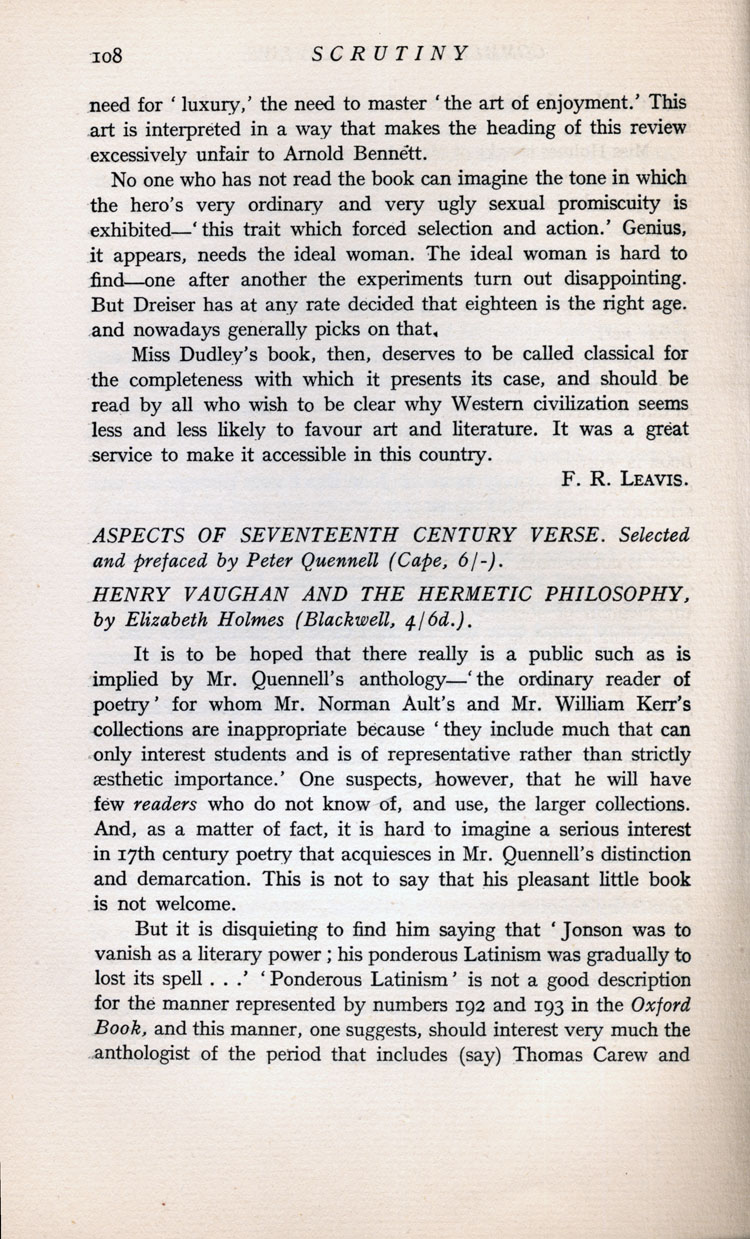 108 SCRUTINY
need for ‘ luxury,’ the need to master ‘ the art of enjoyment.’ This
art is interpreted in a way that makes the heading of this review
excessively unfair to Arnold Bennett.
No one who has not read the book can imagine the tone in which
the hero’s very ordinary and very ugly sexual promiscuity is
exhibited—‘ this trait which forced selection and action.’ Genius,
it appears, needs the ideal woman. The ideal woman is hard to
find—one after another the experiments turn out disappointing.
But Dreiser has at any rate decided that eighteen is the right age.
and nowadays generally picks on that.
Miss Dudley’s book, then, deserves to be called classical for
the completeness with which it presents its case, and should be
read by all who wish to be clear why Western civilization seems
less and less likely to favour art and literature. It was a great
service to make it accessible in this country.
F. R. LEAVIS.
ASPECTS OF SEVENTEENTH CENTURY VERSE. Selected
and prefaced by Peter Quennell (Cape, 6/-).
HENRY VAUGHAN AND THE HERMETIC PHILOSOPHY,
by Elizabeth Holmes (Blackwell, 4/6d.).
It is to be hoped that there really is a public such as is
implied by Mr. Quennell’s anthology—‘ the ordinary reader of
poetry ’ for whom Mr. Norman Ault’s and Mr. William Kerr’s
collections are inappropriate because ‘ they include much that can
only interest students and is of representative rather than strictly
æsthetic importance.’ One suspects, however, that he will have
few readers who do not know of, and use, the larger collections.
And, as a matter of fact, it is hard to imagine a serious interest
in 17th century poetry that acquiesces in Mr. Quennell’s distinction
and demarcation. This is not to say that his pleasant little book
is not welcome.
But it is disquieting to find him saying that ‘ Jonson was to
vanish as a literary power ; his ponderous Latinism was gradually to
lost its spell . . .’ ‘ Ponderous Latinism ’ is not a good description
for the manner represented by numbers 192 and 193 in the Oxford
Book, and this manner, one suggests, should interest very much the
anthologist of the period that includes (say) Thomas Carew and